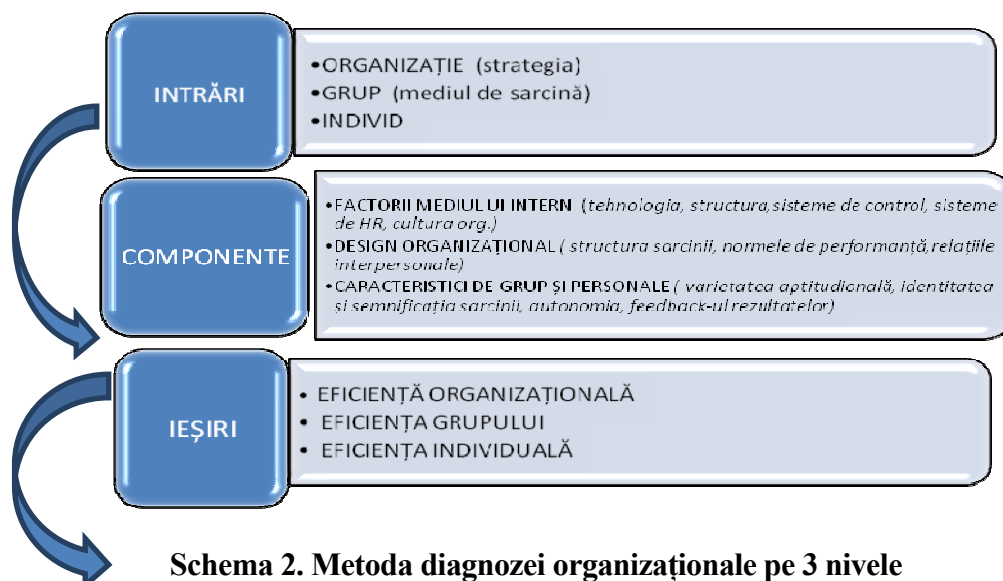 INTRĂRI
•ORGANIZAȚIE (strategia)
•GRUP (mediul de sarcină)
•INDIVID
COMPONENTE
•FACTORII MEDIULUI INTERN (tehnologia, structura,sisteme de control, sisteme
de HR, cultura org.)
•DESIGN ORGANIZAȚIONAL ( structura sarcinii, normele de performanță,relațiile
interpersonale)
•CARACTERISTICI DE GRUP ȘI PERSONALE ( varietatea aptitudională, identitatea
și semnificația sarcinii, autonomia, feedback-ul rezultatelor)
IEȘIRI
• EFICIENȚĂ ORGANIZAȚIONALĂ
• EFICIENȚA GRUPULUI
• EFICIENȚA INDIVIDUALĂ
Schema 2. Metoda diagnozei organizaționale pe 3 nivele